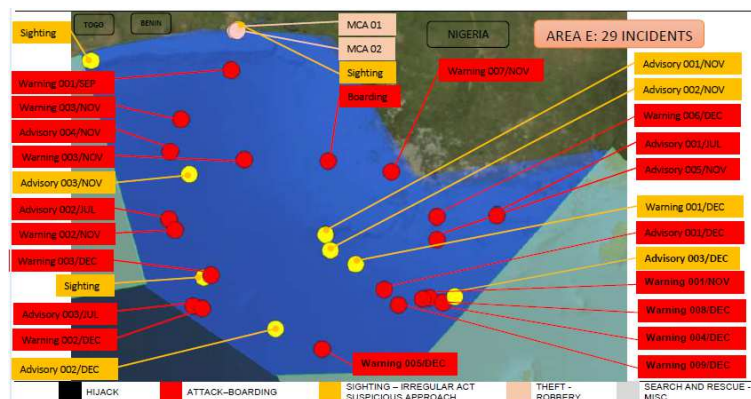 TOGO
BENIN
NIGERIA
AREA E: 29 INCIDENTS
Sighting
Warning 001/SEP
Warning 003/NOV
Advisory 004/NOV
Warning 003/NOV
Advisory 003/NOV
Advisory 002/JUL
Warning 002/NOV
Warning 003/DEC
Sighting
Advisory 003/JUL
Warning 002/DEC
Advisory 002/DEC
MCA 01
MCA 02
Sighting
Boarding
Warning 007/NOV
Warning 005/DEC
Advisory 001/NOV
Advisory 002/NOV
Warning 006/DEC
Advisory 001/JUL
Advisory 005/NOV
Warning 001/DEC
Advisory 001/DEC
Advisory 003/DEC
Warning 001/NOV
Warning 008/DEC
Warning 004/DEC
Warning 009/DEC
HIJACK
ATTACK–BOARDING
SIGHTING – IRREGULAR ACT
SUSPICIOUS APPROACH
THEFT -
ROBBERY
SEARCH AND RESCUE –
MISC